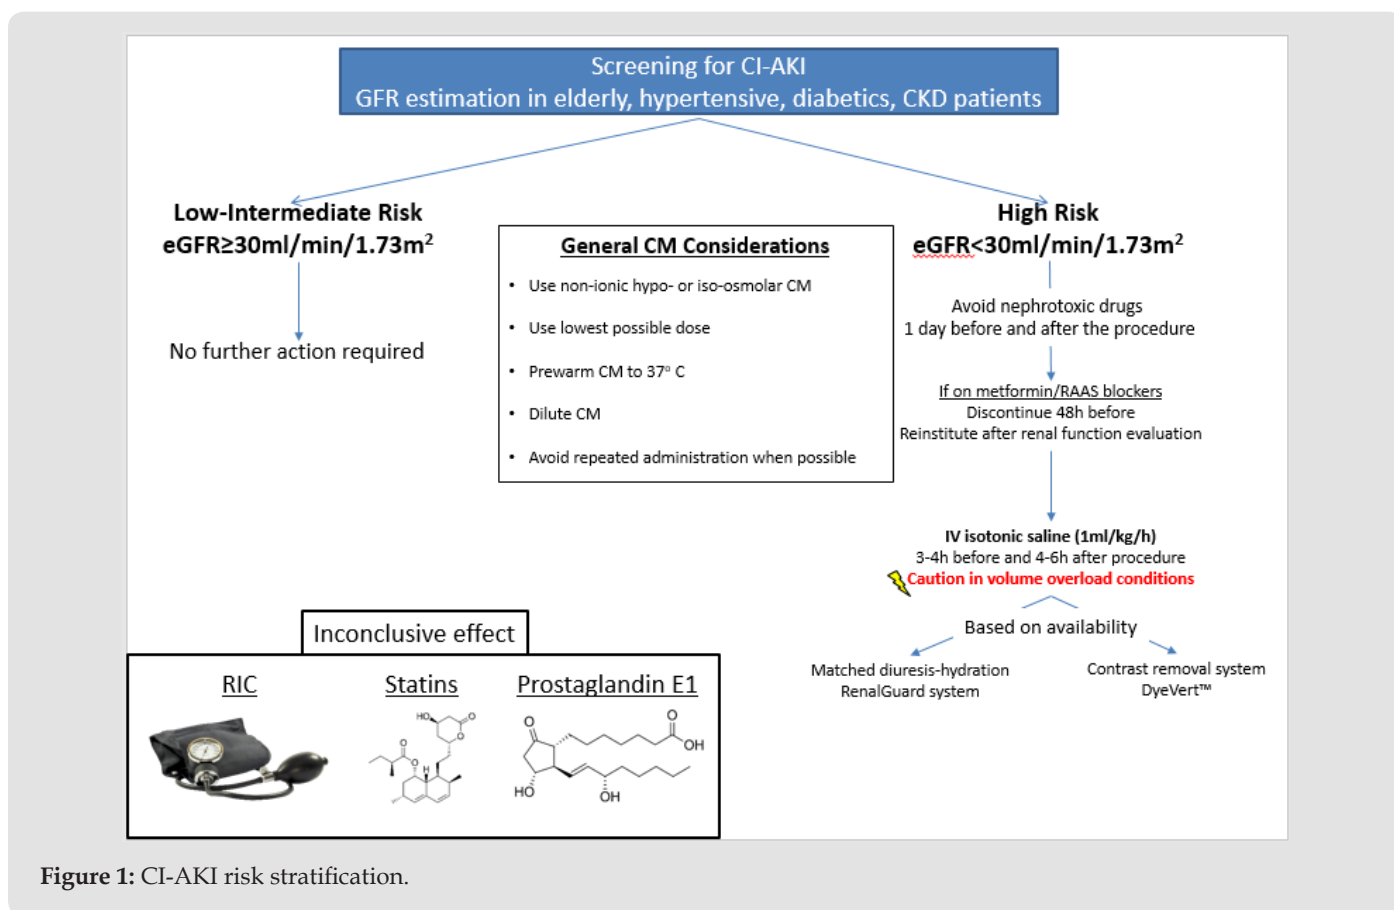 Screening for CI-AKI
GFR estimation in elderly, hypertensive, diabetics, CKD patients
Low-Intermediate Risk
eGFR≥30ml/min/1.73m²
No further action required
General CM Considerations
• Use non-ionic hypo- or iso-osmolar CM
• Use lowest possible dose
• Prewarm CM to 37° C
• Dilute CM
• Avoid repeated administration when possible
High Risk
eGFR<30ml/min/1.73m²
Avoid nephrotoxic drugs
1 day before and after the procedure
If on metformin/RAAS blockers
Discontinue 48h before
Reinstitute after renal function evaluation
IV isotonic saline (1ml/kg/h)
3-4h before and 4-6h after procedure
Caution in volume overload conditions
Based on availability
Matched diuresis-hydration
RenalGuard system
Contrast removal system
DyeVert™
Inconclusive effect
RIC
Statins
Prostaglandin E1
HO
O
O
O
O
H
O
O
OH
HO
OH
Figure 1: CI-AKI risk stratification.